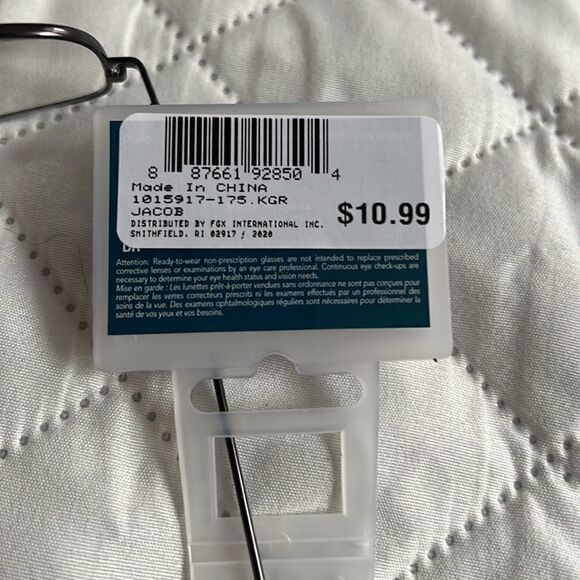 8 87661 92850 4
Made In CHINA
1015917-175.KGR
JACOB
DISTRIBUTED BY FGX INTERNATIONAL INC.
SMITHFIELD, RI 02917 / 2020
$10.99
Attention: Ready-to-wear non-prescription glasses are not intended to replace prescribed
corrective lenses or examinations by an eye care professional. Continuous eye check-ups are
necessary to determine your eye health status and vision needs.
Mise en garde : Les lunettes prêt-à-porter vendues sans ordonnance ne sont pas conçues pour
remplacer les verres correcteurs prescrits ni les examens effectués par un professionnel des
soins de la vue. Des examens ophtalmologiques réguliers sont nécessaires pour déterminer la
santé de vos yeux et vos besoins.